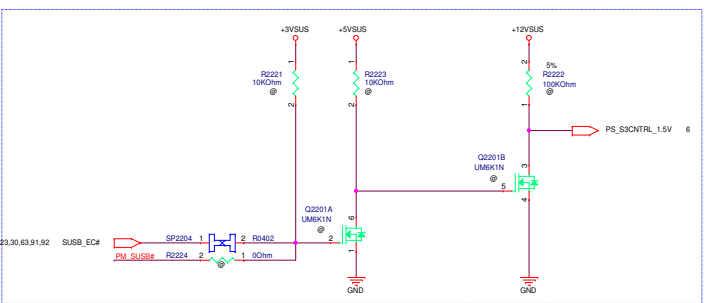 +3VSUS
+5VSUS
+12VSUS
1
R2221
10KOhm
@
2
1
R2223
10KOhm
@
2
2
5%
R2222
100KOhm
@
1
PS_S3CNTRL_1.5V 6
Q2201B
UM6K1N
@
3
5
4
Q2201A
UM6K1N
@
6
2
1
23,30,63,91,92 SUSB_EC# SP2204 1 2 R0402
PM_SUSB# R2224 2 1 0Ohm
@
GND
GND